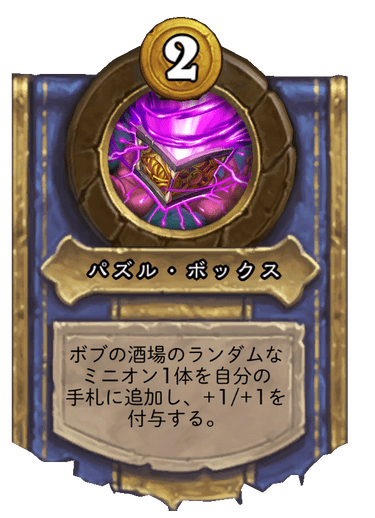 2
パズル・ボックス
ボブの酒場のランダムな
ミニオン1体を自分の
手札に追加し、+1/+1を
付与する。